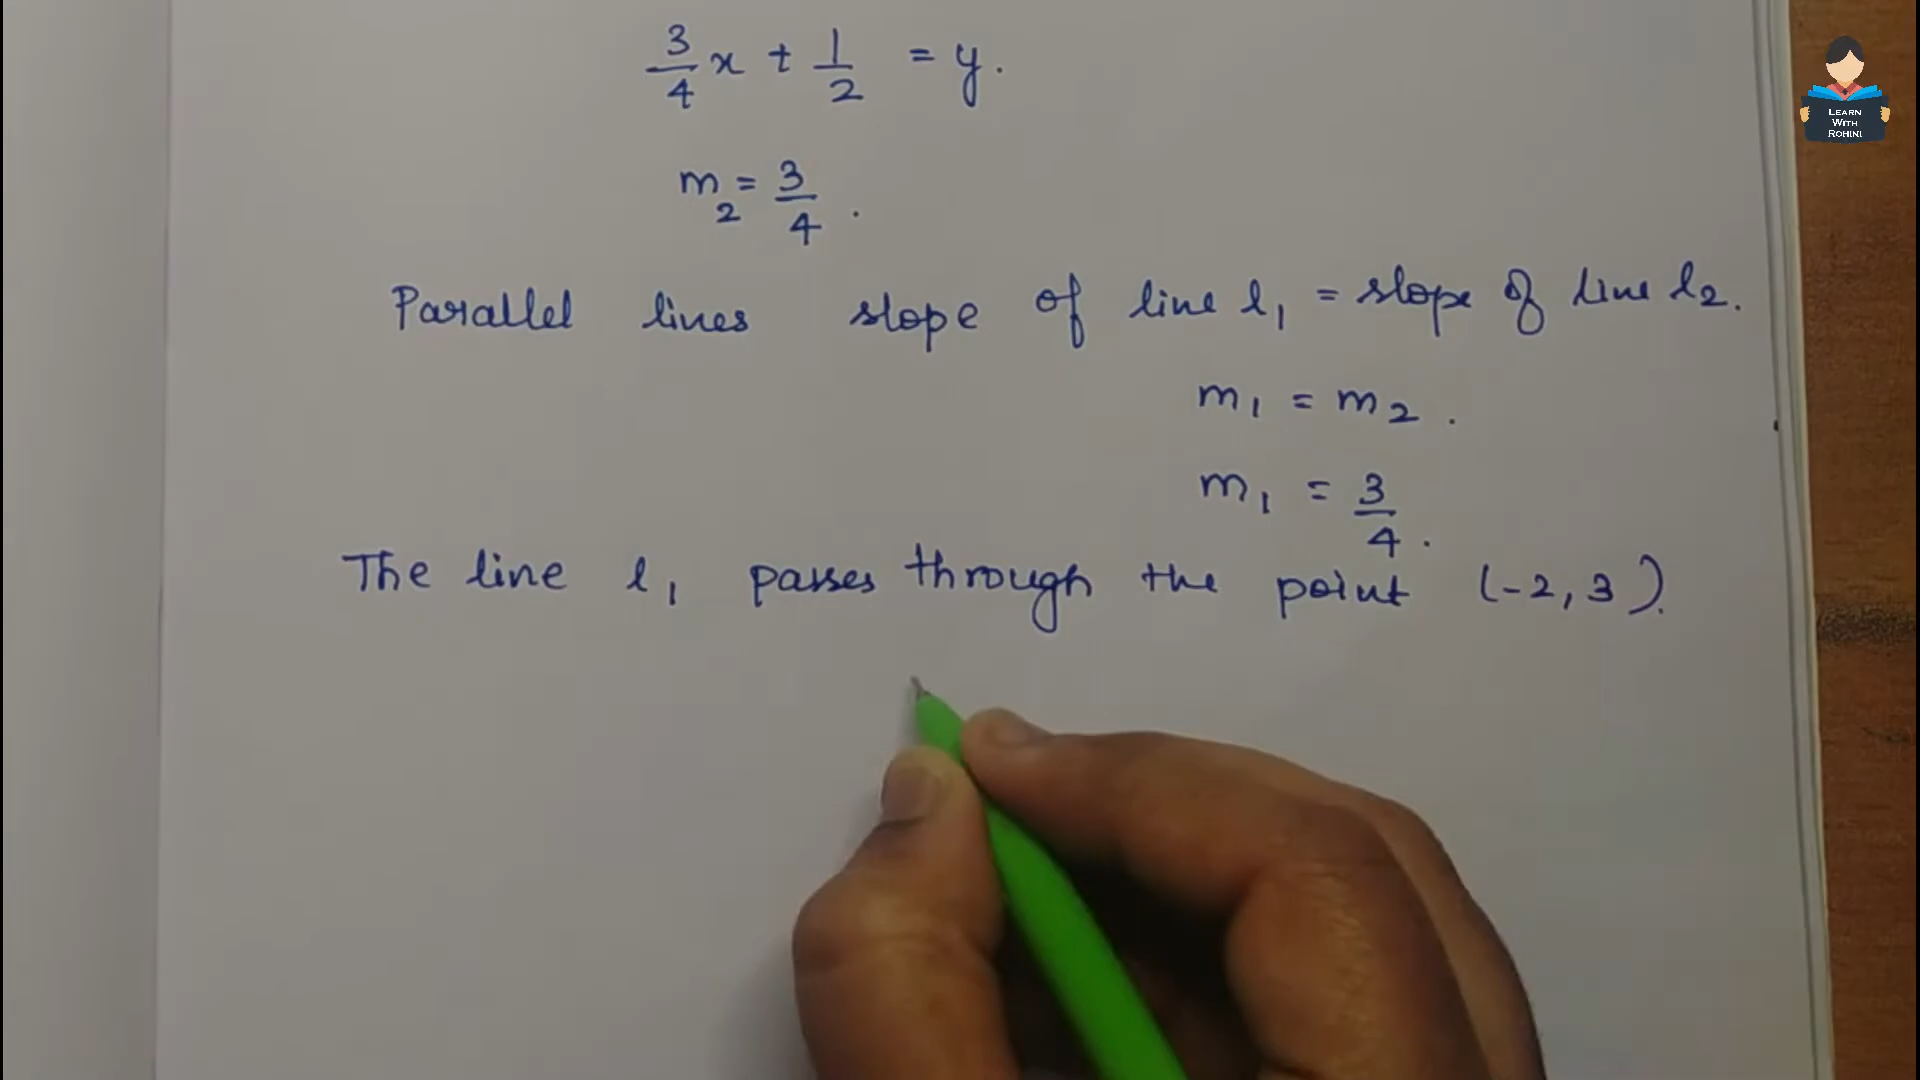 3/4 x + 1/2 = y.
m2 = 3/4.
Parallel lines slope of line l1 = slope of line l2.
m1 = m2.
m1 = 3/4.
The line l1 passes through the point (-2, 3).
LEARN
WITH
ROHINI